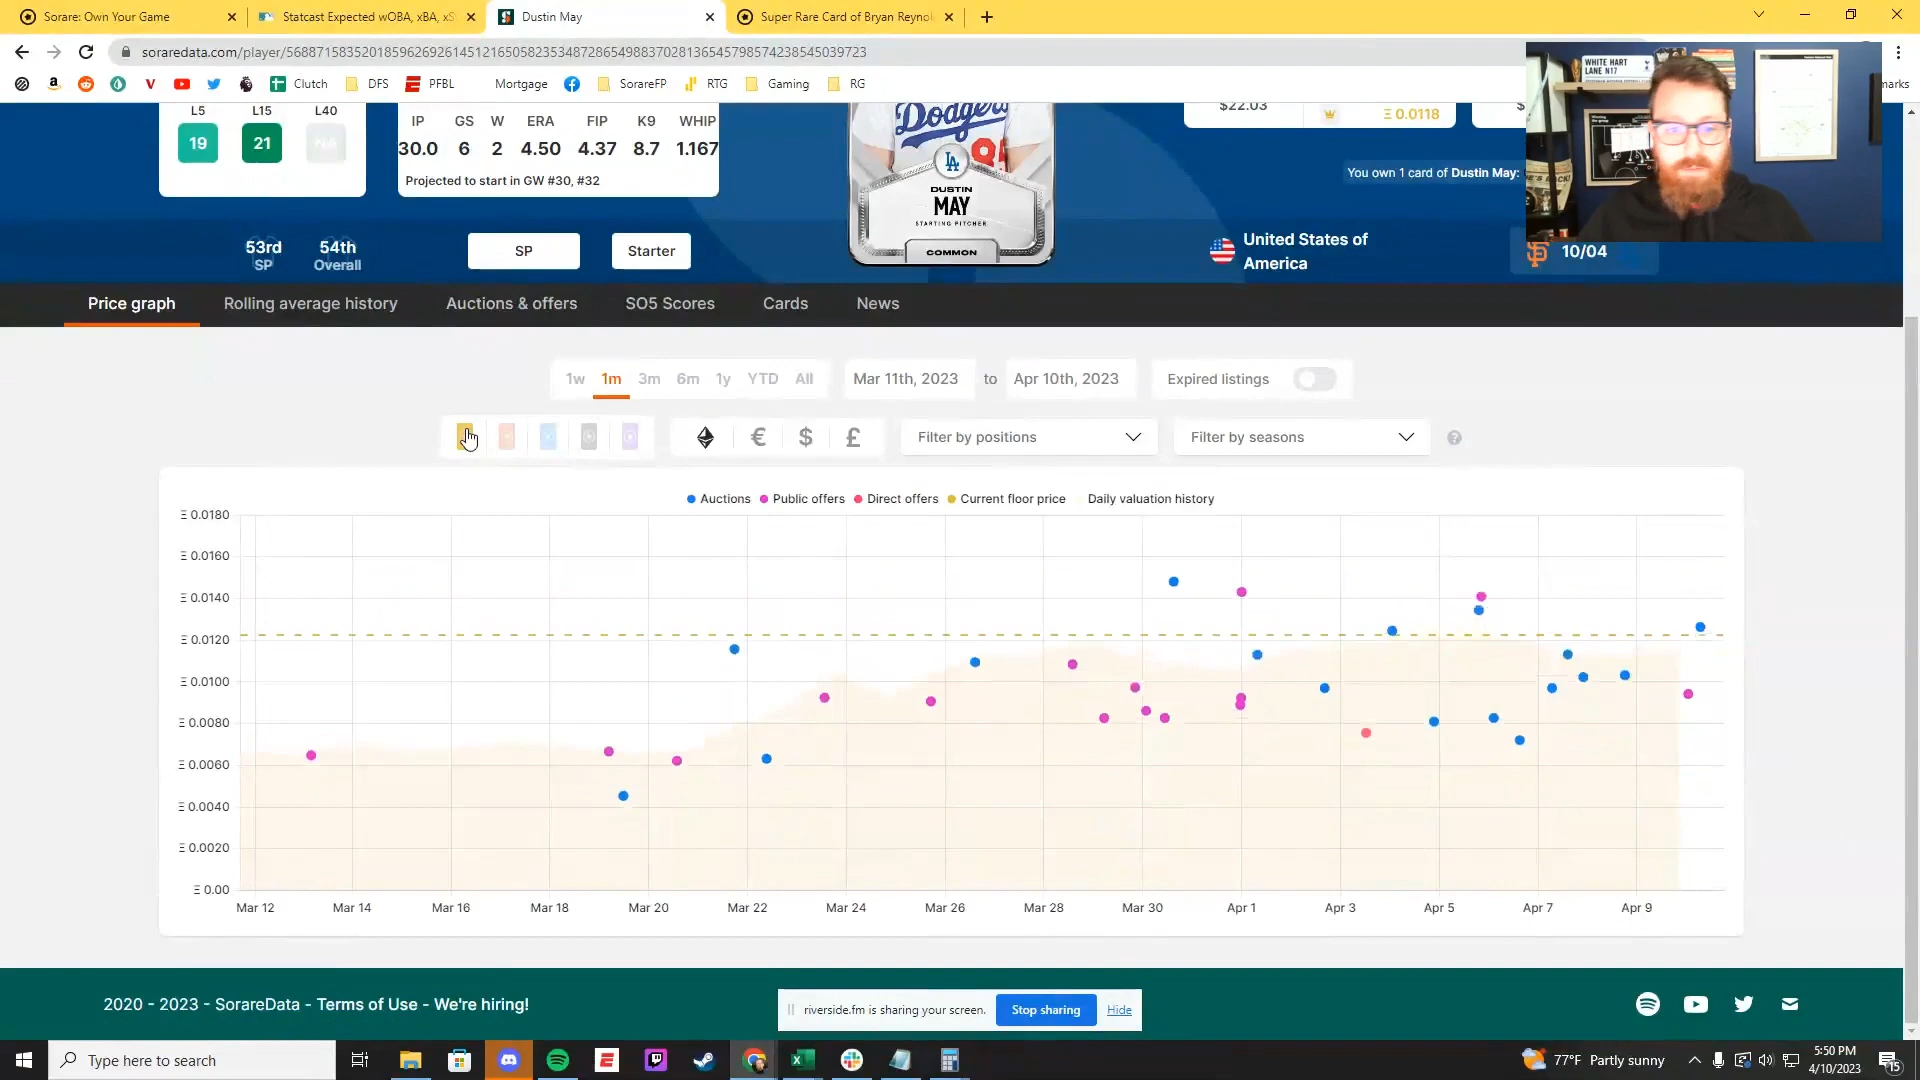 Sorare: Own Your Game
Statcast Expected wOBA, xBA, xS
Dustin May
Super Rare Card of Bryan Reynol
soraredata.com/player/56887158352018596269261451216505823534872865498837028136545798574238545039723
Clutch
DFS
PFBL
Mortgage
SorareFP
RTG
Gaming
RG
marks
WHITE HART
LANE N17
L5 L15 L40
19 21 NA
IP GS W ERA FIP K9 WHIP
30.0 6 2 4.50 4.37 8.7 1.167
Projected to start in GW #30, #32
Dodgers
LA
DUSTIN
MAY
STARTING PITCHER
COMMON
$22.03
Ξ 0.0118
You own 1 card of Dustin May:
53rd
SP
54th
Overall
SP
Starter
United States of
America
10/04
Price graph
Rolling average history
Auctions & offers
SO5 Scores
Cards
News
1w 1m 3m 6m 1y YTD All
Mar 11th, 2023 to Apr 10th, 2023
Expired listings
€ $ £
Filter by positions
Filter by seasons
?
Auctions Public offers Direct offers Current floor price Daily valuation history
Ξ 0.0180
Ξ 0.0160
Ξ 0.0140
Ξ 0.0120
Ξ 0.0100
Ξ 0.0080
Ξ 0.0060
Ξ 0.0040
Ξ 0.0020
Ξ 0.00
Mar 12 Mar 14 Mar 16 Mar 18 Mar 20 Mar 22 Mar 24 Mar 26 Mar 28 Mar 30 Apr 1 Apr 3 Apr 5 Apr 7 Apr 9
2020 - 2023 - SorareData - Terms of Use - We're hiring!
riverside.fm is sharing your screen.
Stop sharing
Hide
Type here to search
77°F Partly sunny
5:50 PM
4/10/2023
15